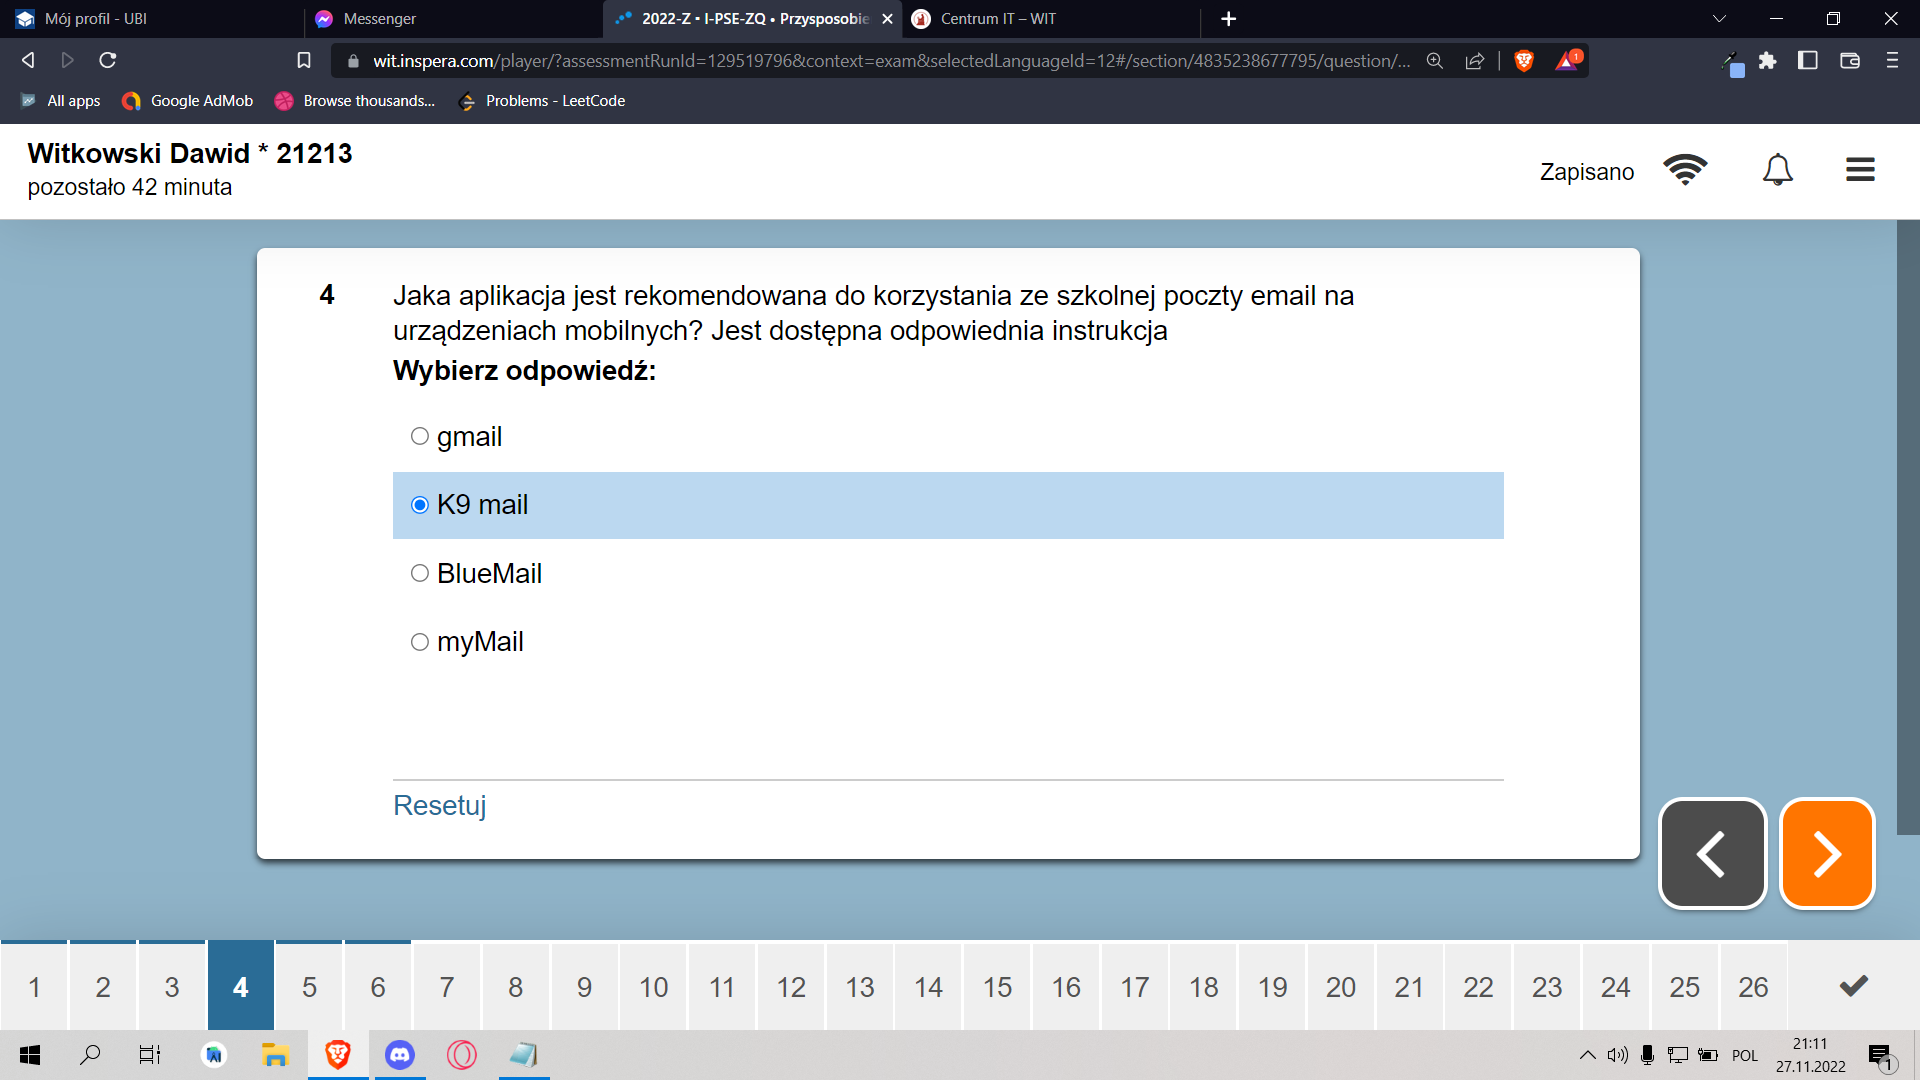 Mój profil - UBI
Messenger
2022-Z • I-PSE-ZQ • Przysposobie
Centrum IT – WIT
wit.inspera.com/player/?assessmentRunId=129519796&context=exam&selectedLanguageId=12#/section/4835238677795/question/...
1
All apps
Google AdMob
Browse thousands...
Problems - LeetCode
Witkowski Dawid * 21213
pozostało 42 minuta
Zapisano
4
Jaka aplikacja jest rekomendowana do korzystania ze szkolnej poczty email na
urządzeniach mobilnych? Jest dostępna odpowiednia instrukcja
Wybierz odpowiedź:
gmail
K9 mail
BlueMail
myMail
Resetuj
1 2 3 4 5 6 7 8 9 10 11 12 13 14 15 16 17 18 19 20 21 22 23 24 25 26
POL
21:11
27.11.2022
1